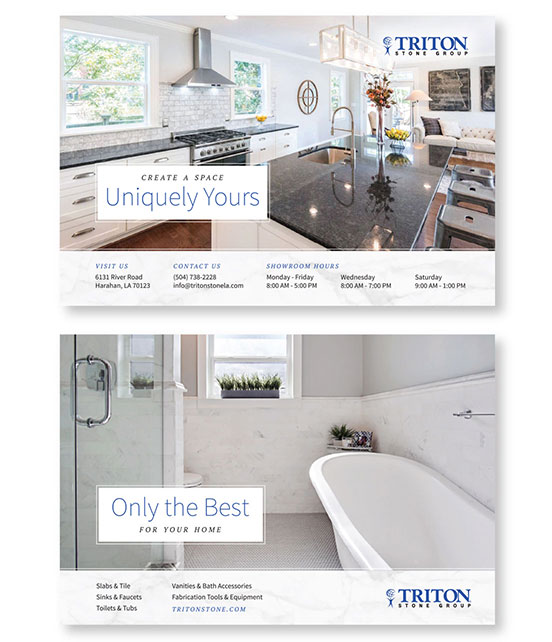 TRITON
STONE GROUP
CREATE A SPACE
Uniquely Yours
VISIT US
6131 River Road
Harahan, LA 70123
CONTACT US
(504) 738-2228
info@tritonstonela.com
SHOWROOM HOURS
Monday - Friday
8:00 AM - 5:00 PM
Wednesday
8:00 AM - 7:00 PM
Saturday
9:00 AM - 1:00 PM
Only the Best
FOR YOUR HOME
Slabs & Tile
Sinks & Faucets
Toilets & Tubs
Vanities & Bath Accessories
Fabrication Tools & Equipment
TRITONSTONE.COM
TRITON
STONE GROUP